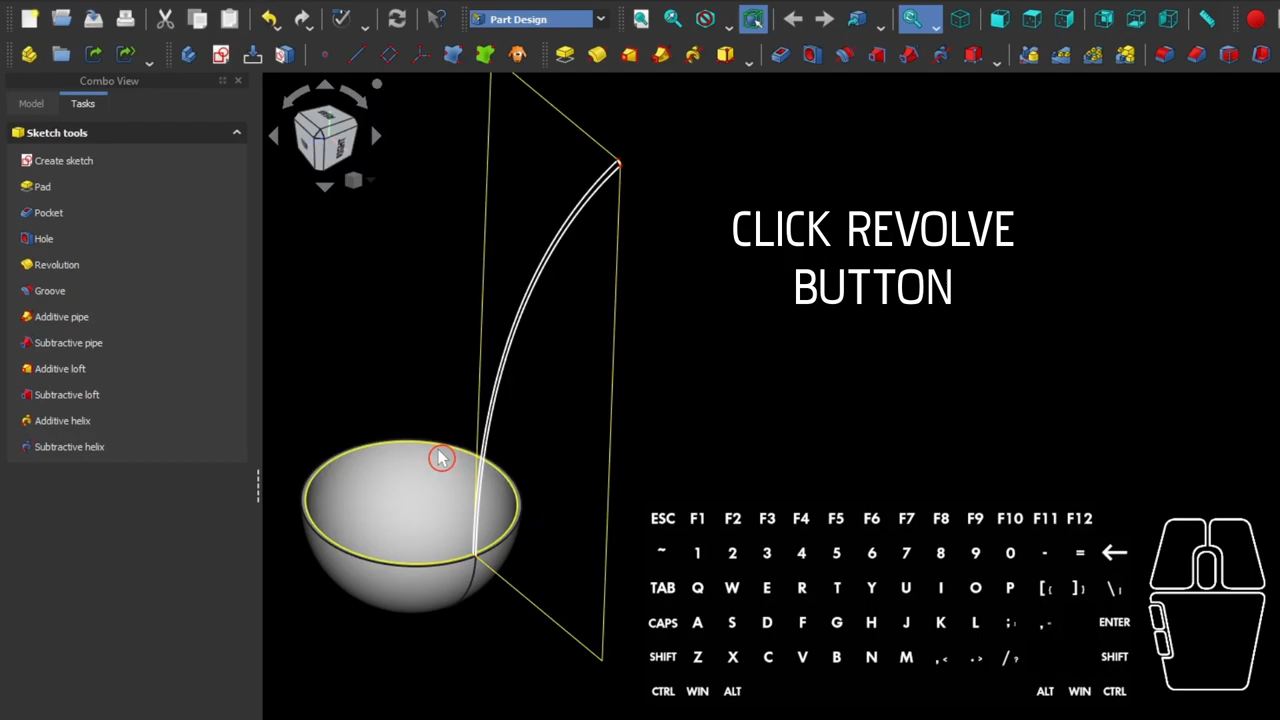 Part Design
Combo View
Model
Tasks
Sketch tools
Create sketch
Pad
Pocket
Hole
Revolution
Groove
Additive pipe
Subtractive pipe
Additive loft
Subtractive loft
Additive helix
Subtractive helix
CLICK REVOLVE
BUTTON
ESC F1 F2 F3 F4 F5 F6 F7 F8 F9 F10 F11 F12
~ 1 2 3 4 5 6 7 8 9 0 - =
TAB Q W E R T Y U I O P [{ ]} \|
CAPS A S D F G H J K L ;: ENTER
SHIFT Z X C V B N M ,< .> /? SHIFT
CTRL WIN ALT ALT WIN CTRL